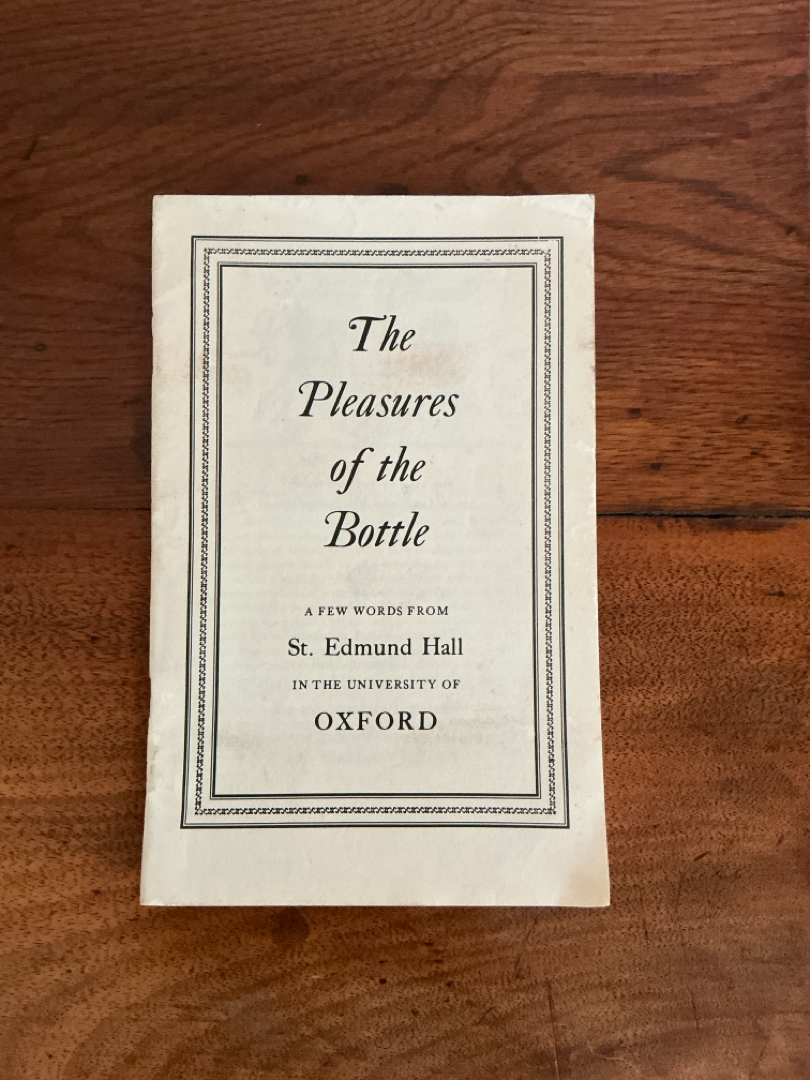 The
Pleasures
of the
Bottle
A FEW WORDS FROM
St. Edmund Hall
IN THE UNIVERSITY OF
OXFORD